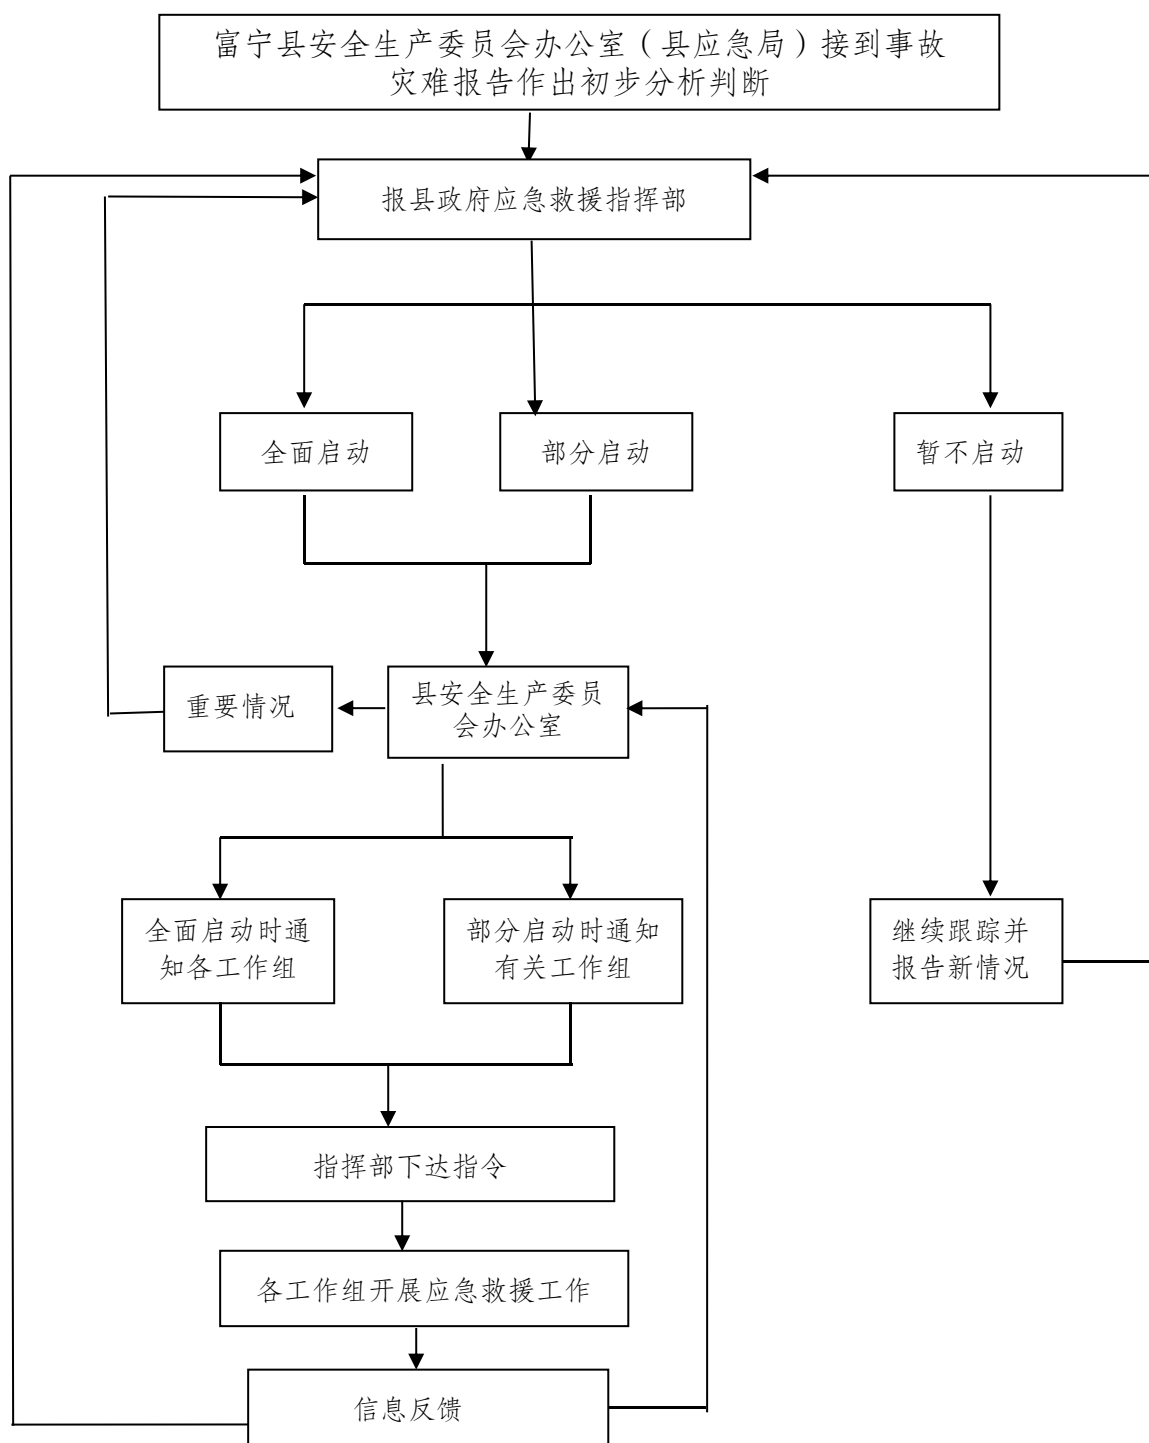 富宁县安全生产委员会办公室（县应急局）接到事故
灾难报告作出初步分析判断
报县政府应急救援指挥部
全面启动
部分启动
暂不启动
重要情况
县安全生产委员
会办公室
全面启动时通
知各工作组
部分启动时通知
有关工作组
继续跟踪并
报告新情况
指挥部下达指令
各工作组开展应急救援工作
信息反馈